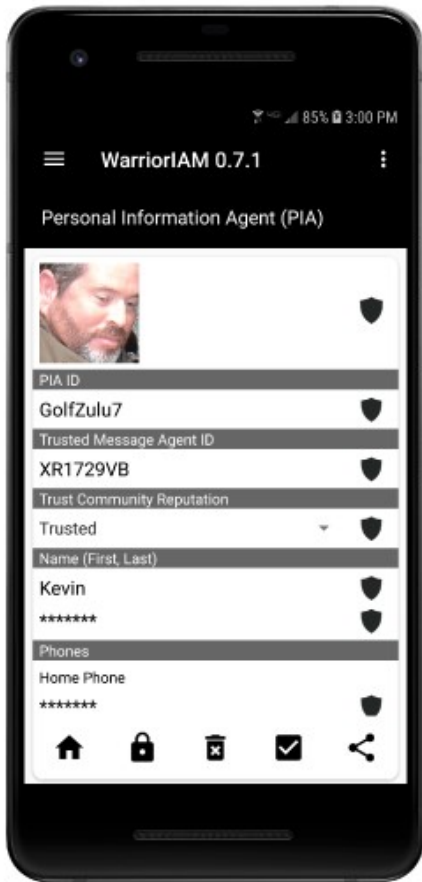 85% 3:00 PM
WarriorIAM 0.7.1
Personal Information Agent (PIA)
PIA ID
GolfZulu7
Trusted Message Agent ID
XR1729VB
Trust Community Reputation
Trusted
Name (First, Last)
Kevin
*******
Phones
Home Phone
*******